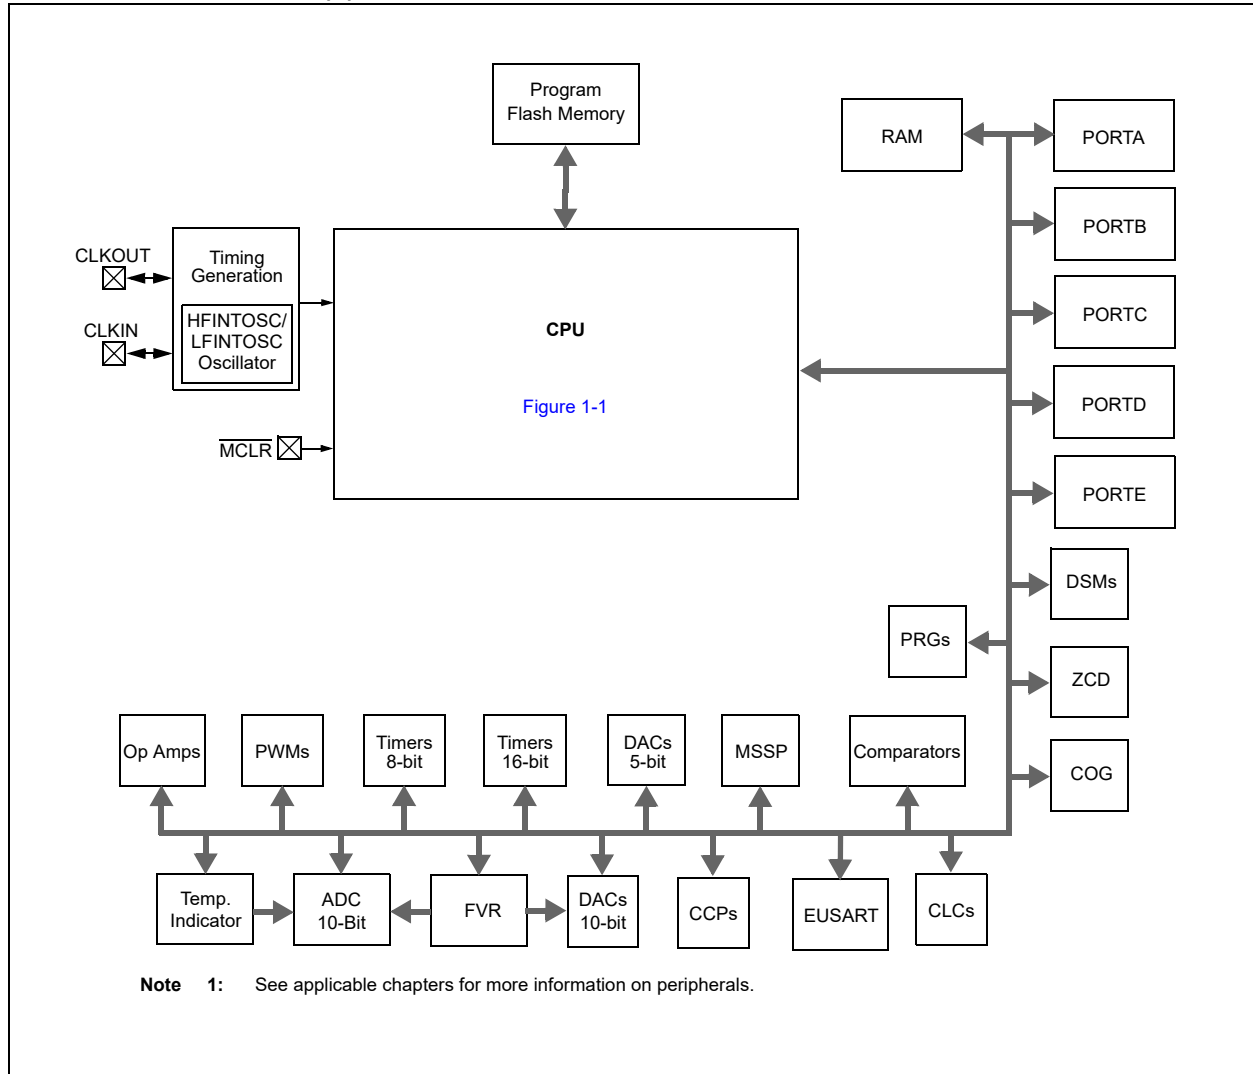 Program
Flash Memory
RAM
PORTA
PORTB
CLKOUT
Timing
Generation
HFINTOSC/
LFINTOSC
Oscillator
CLKIN
CPU
PORTC
Figure 1-1
PORTD
MCLR
PORTE
DSMs
PRGs
ZCD
Op Amps
PWMs
Timers
8-bit
Timers
16-bit
DACs
5-bit
MSSP
Comparators
COG
Temp.
Indicator
ADC
10-Bit
FVR
DACs
10-bit
CCPs
EUSART
CLCs
Note 1: See applicable chapters for more information on peripherals.